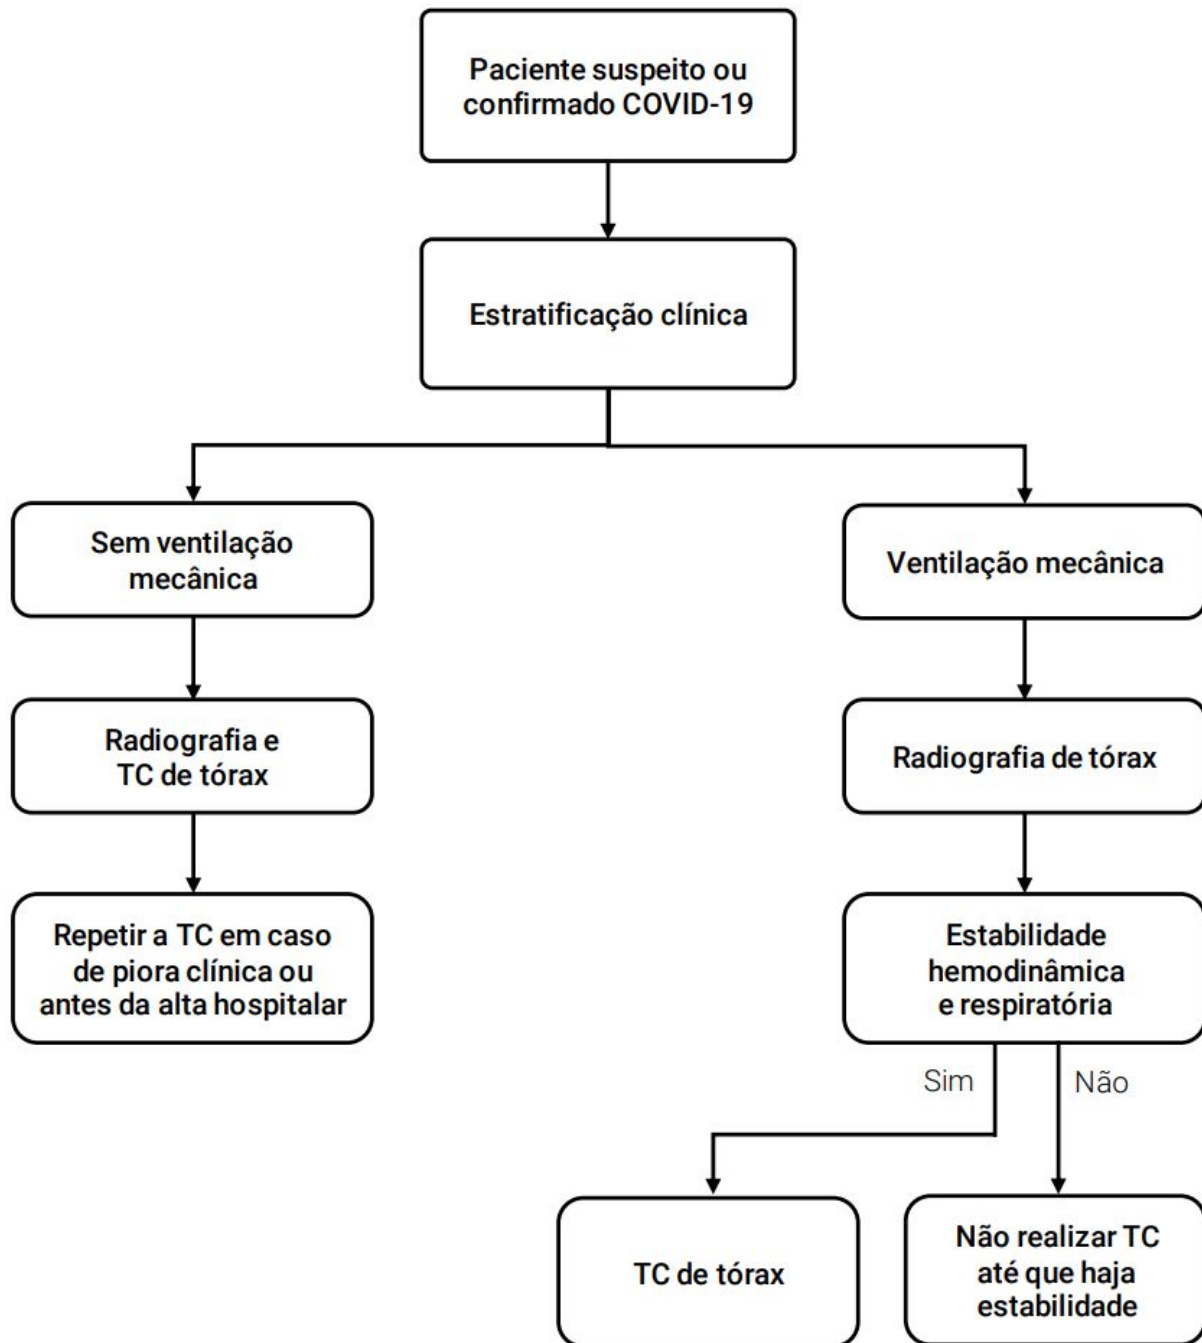 Paciente suspeito ou
confirmado COVID-19
Estratificação clínica
Sem ventilação
mecânica
Ventilação mecânica
Radiografia e
TC de tórax
Radiografia de tórax
Repetir a TC em caso
de piora clínica ou
antes da alta hospitalar
Estabilidade
hemodinâmica
e respiratória
Sim
Não
TC de tórax
Não realizar TC
até que haja
estabilidade